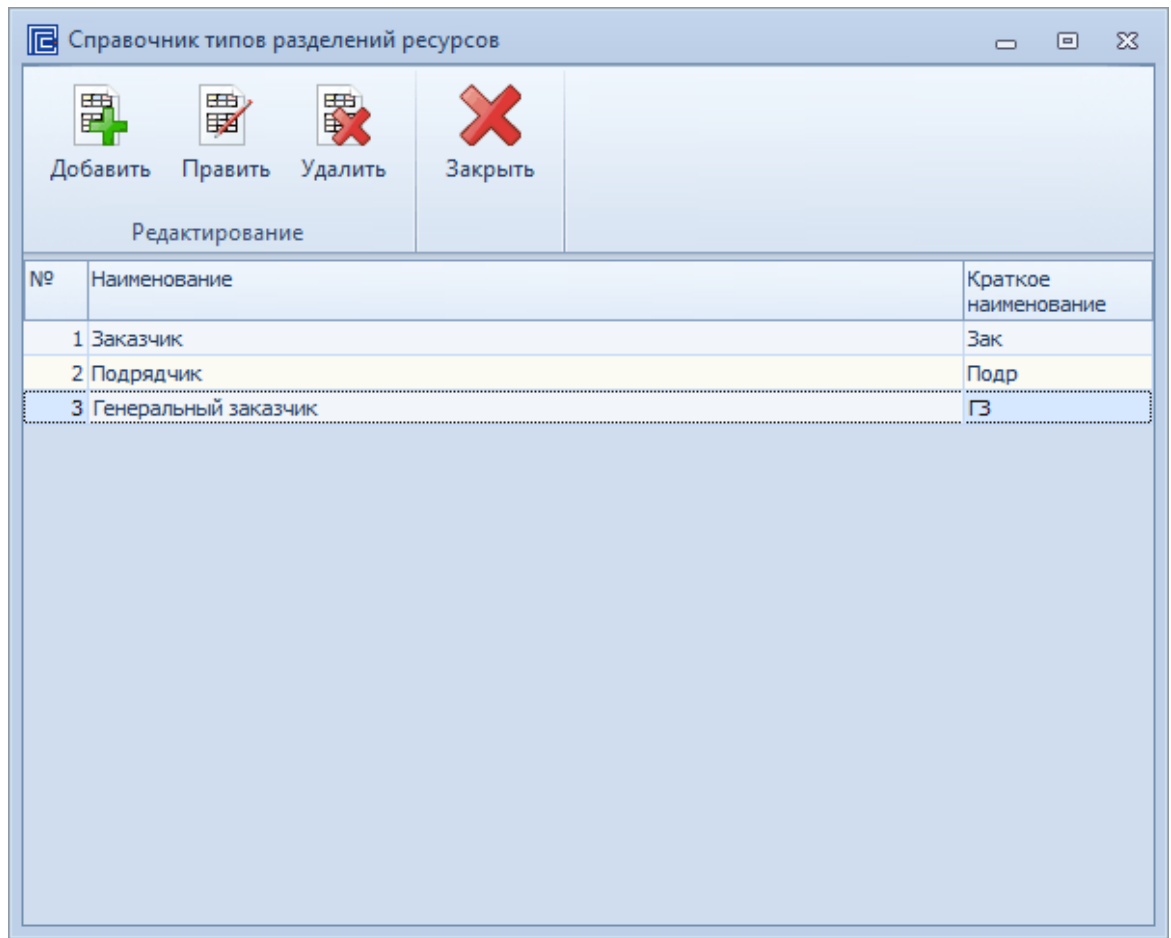 Справочник типов разделений ресурсов
Добавить Править Удалить Закрыть
Редактирование
№ Наименование Краткое наименование
1 Заказчик Зак
2 Подрядчик Подр
3 Генеральный заказчик ГЗ